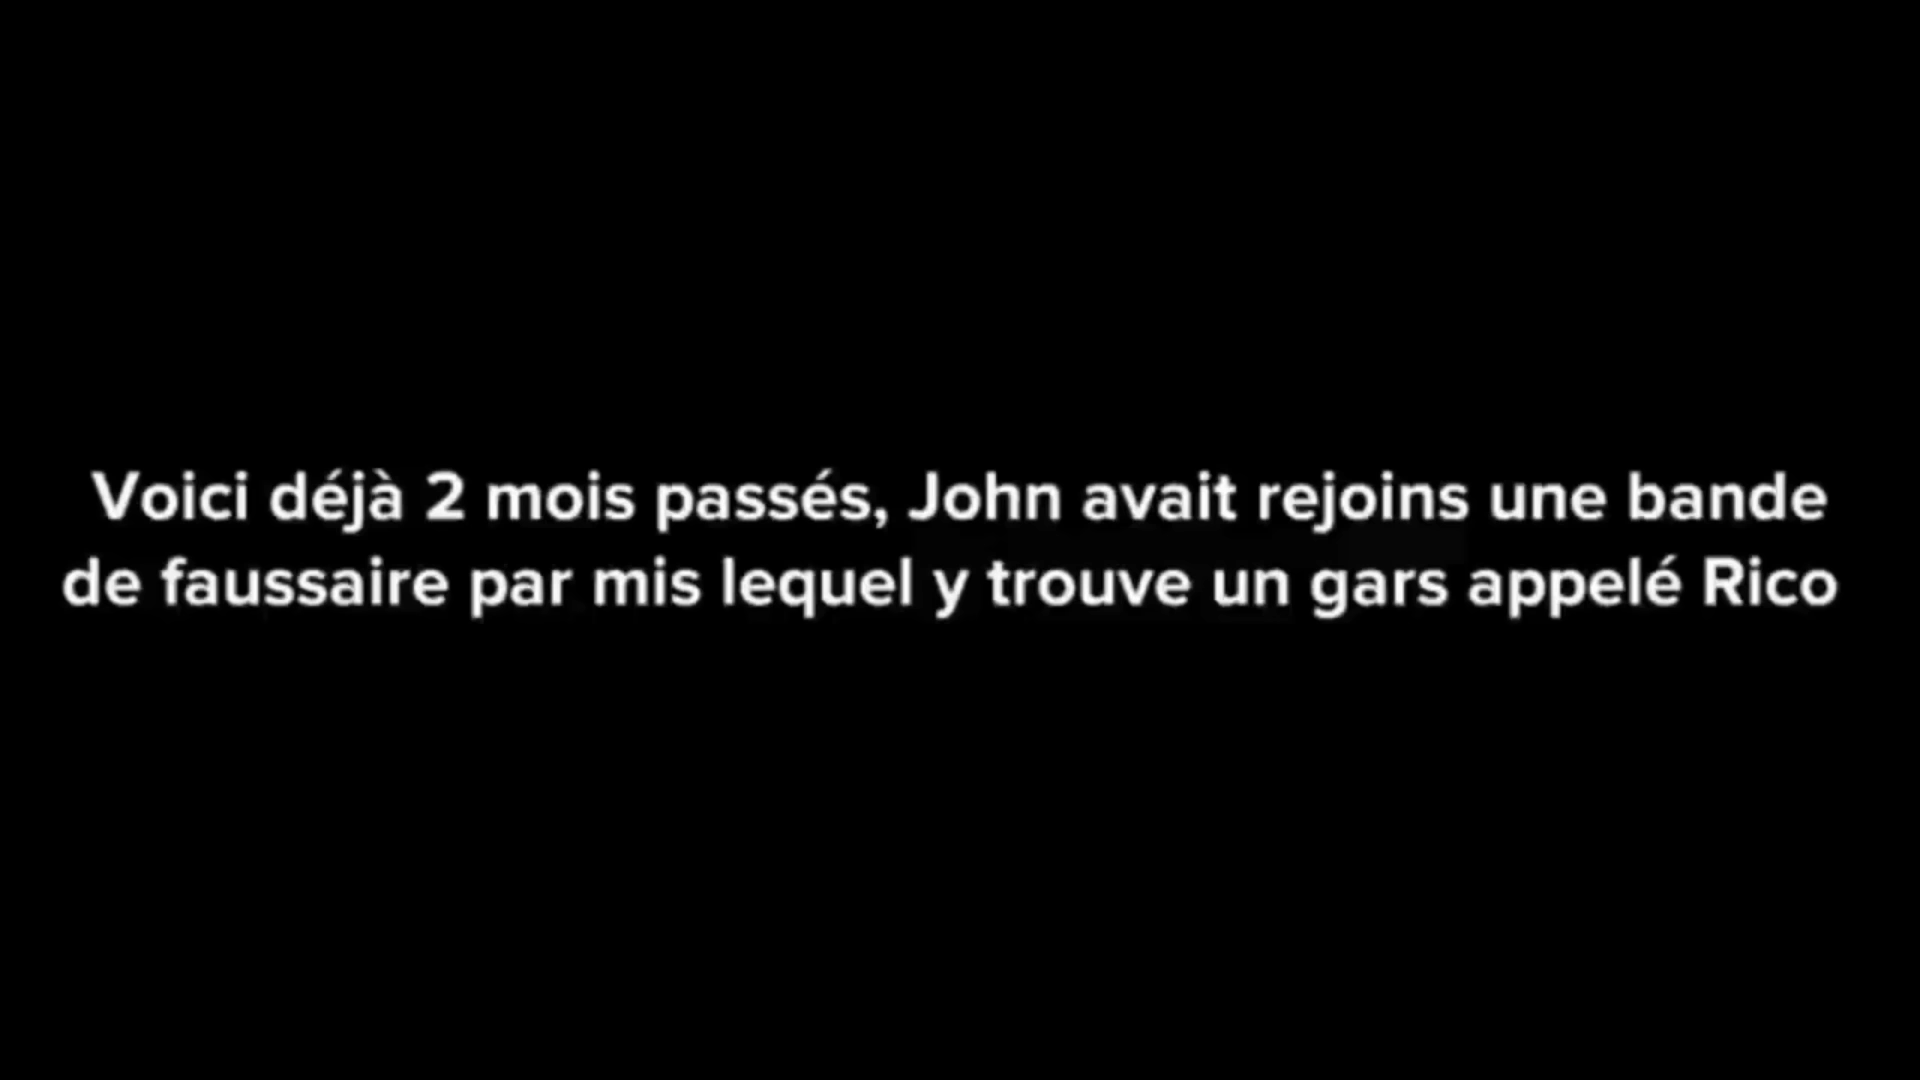 Voici déjà 2 mois passés, John avait rejoins une bande
de faussaire par mis lequel y trouve un gars appelé Rico